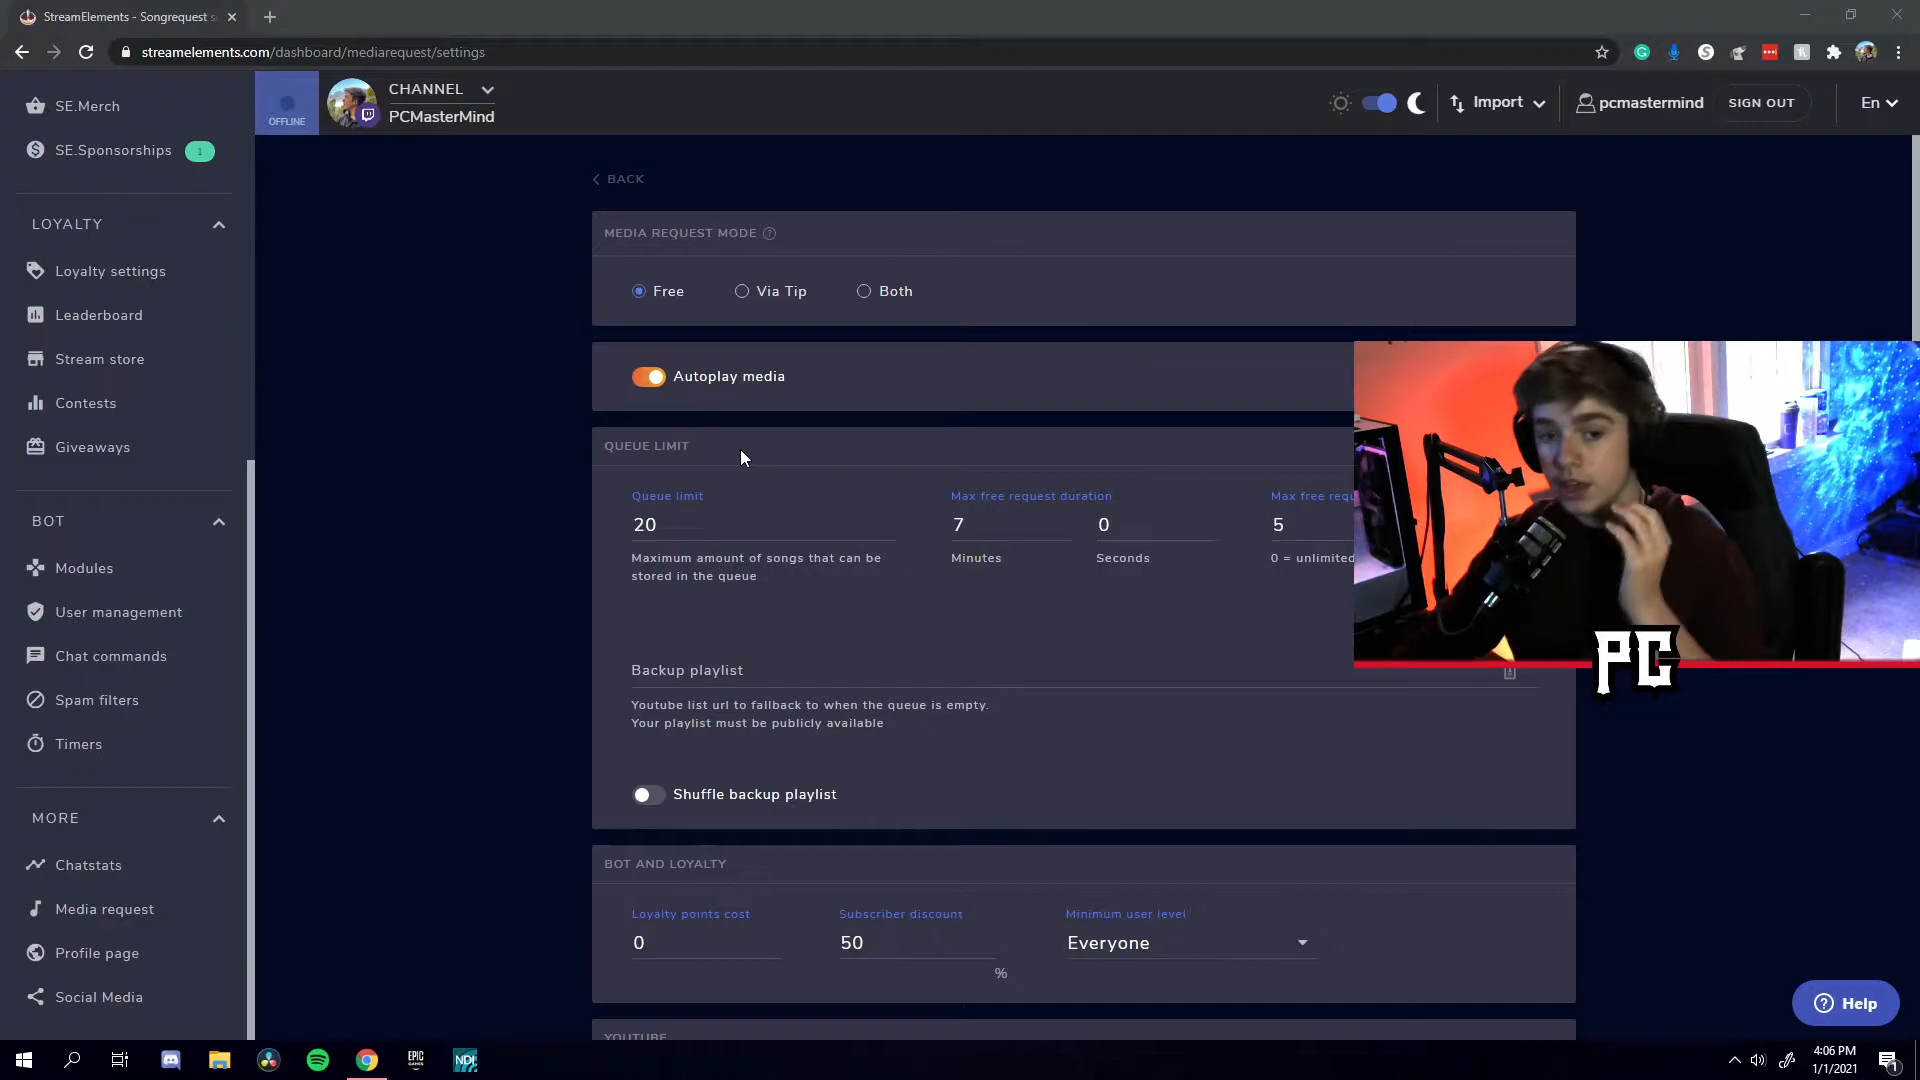 StreamElements - Songrequest s
streamelements.com/dashboard/mediarequest/settings
SE.Merch
SE.Sponsorships 1
LOYALTY
Loyalty settings
Leaderboard
Stream store
Contests
Giveaways
BOT
Modules
User management
Chat commands
Spam filters
Timers
MORE
Chatstats
Media request
Profile page
Social Media
OFFLINE
CHANNEL
PCMasterMind
Import
pcmastermind
SIGN OUT
En
BACK
MEDIA REQUEST MODE ?
Free Via Tip Both
Autoplay media
QUEUE LIMIT
Queue limit Max free request duration Max free requ
20 7 0 5
Maximum amount of songs that can be Minutes Seconds 0 = unlimited
stored in the queue
Backup playlist
Youtube list url to fallback to when the queue is empty.
Your playlist must be publicly available
Shuffle backup playlist
BOT AND LOYALTY
Loyalty points cost Subscriber discount Minimum user level
0 50 Everyone
%
YOUTUBE
PC
? Help
EPIC GAMES
NDI
4:06 PM
1/1/2021
1